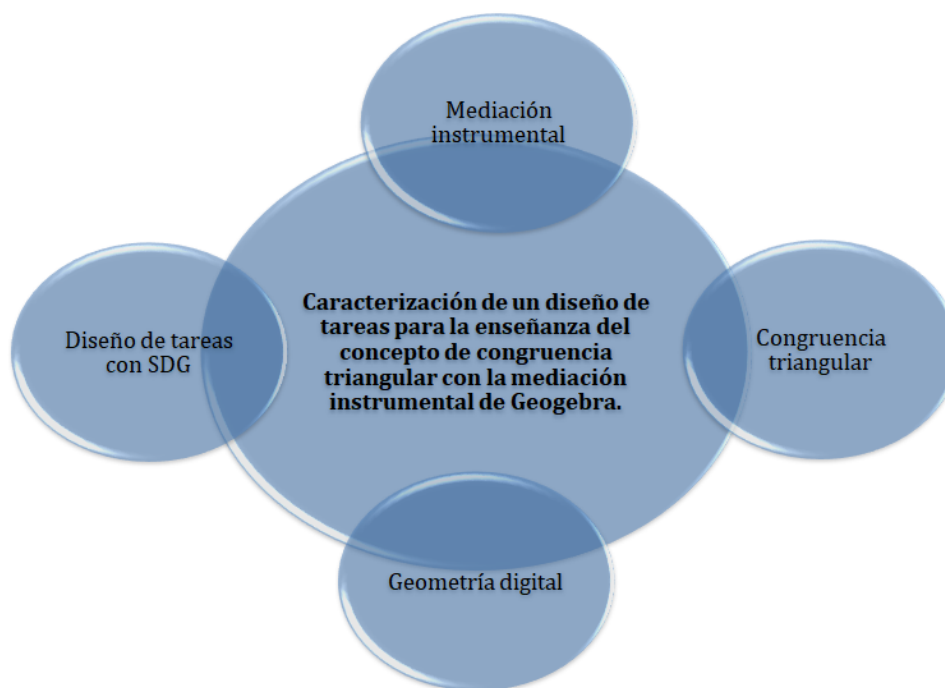 Mediación
instrumental
Diseño de tareas
con SDG
Caracterización de un diseño de
tareas para la enseñanza del
concepto de congruencia
triangular con la mediación
instrumental de Geogebra.
Congruencia
triangular
Geometría digital